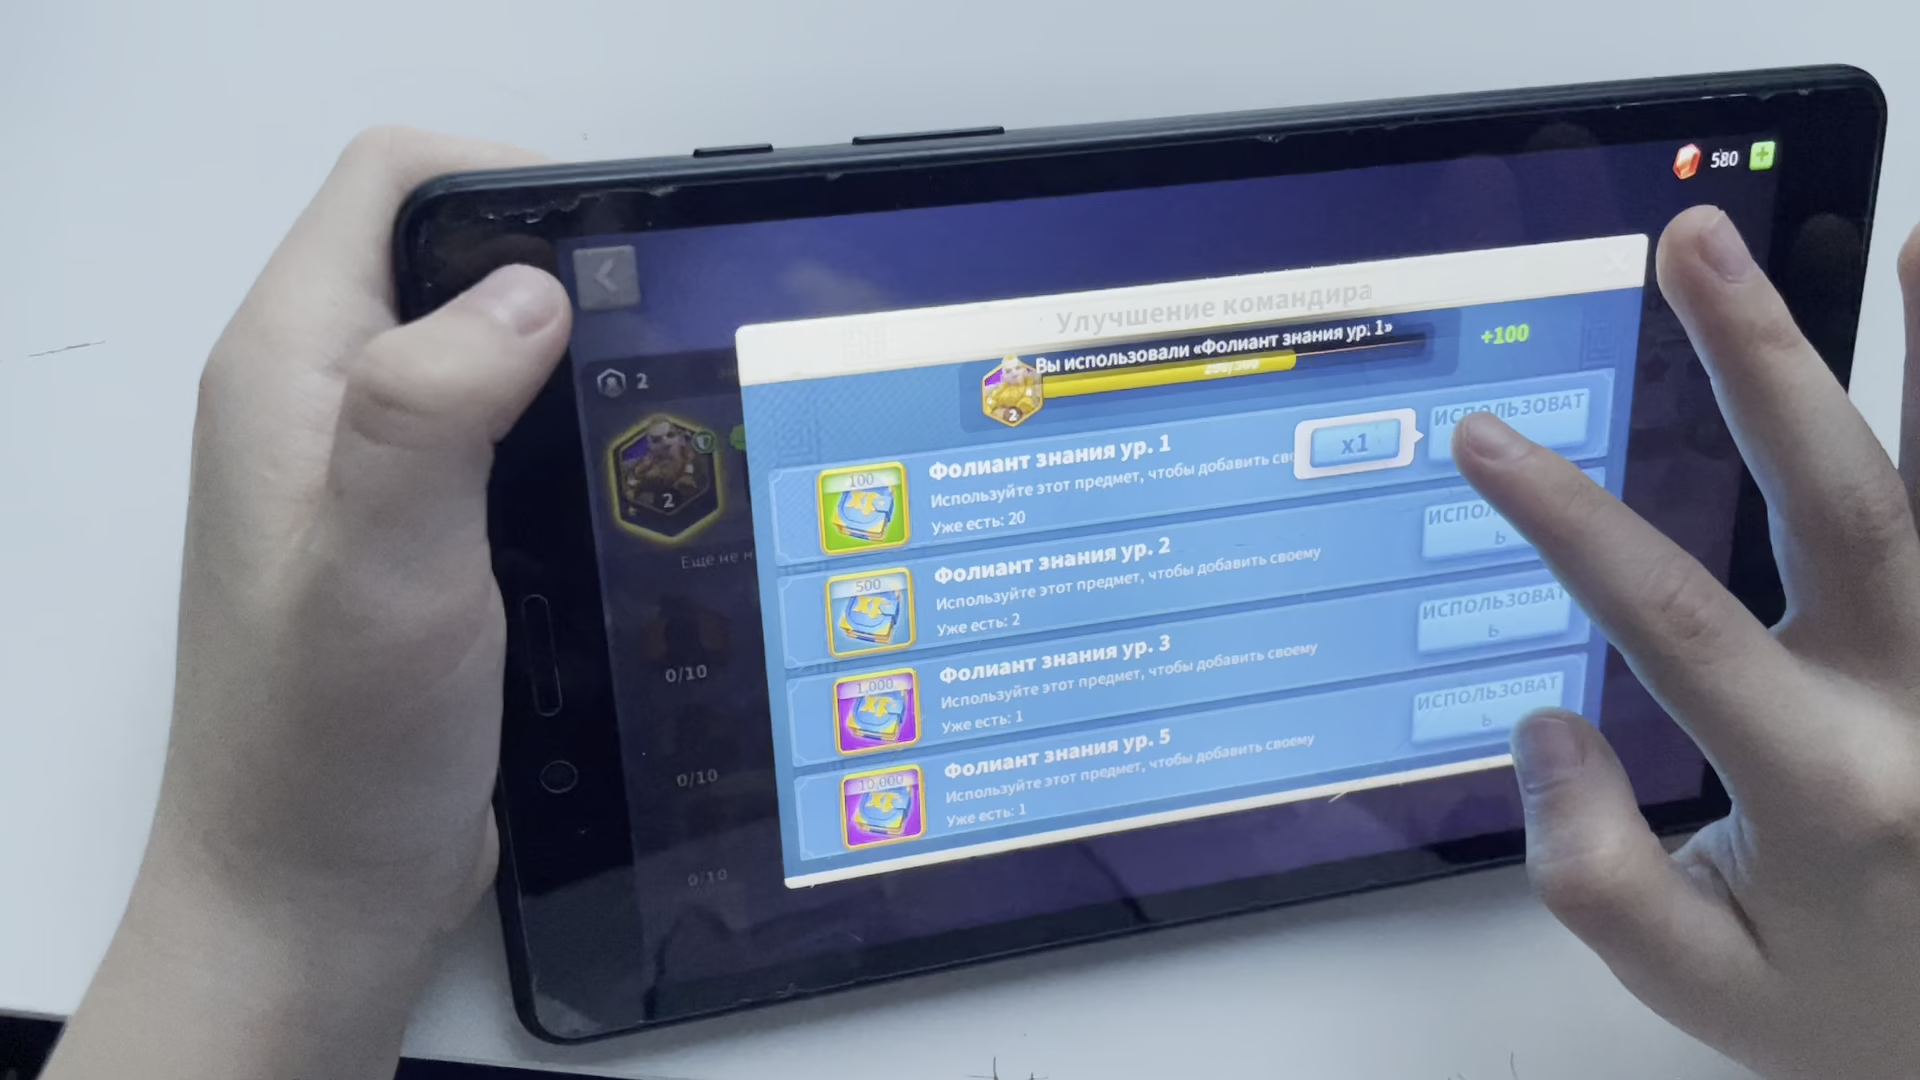 580
Улучшение командира
Вы использовали «Фолиант знания ур. 1»
+100
2
2
2
Фолиант знания ур. 1
Используйте этот предмет, чтобы добавить
Уже есть: 20
100
x1
ИСПОЛЬЗОВАТ
Фолиант знания ур. 2
Используйте этот предмет, чтобы добавить своему
Уже есть: 2
500
Ь
Фолиант знания ур. 3
Используйте этот предмет, чтобы добавить своему
Уже есть: 1
1,000
ИСПОЛЬЗОВАТ
Ь
Фолиант знания ур. 5
Используйте этот предмет, чтобы добавить своему
Уже есть: 1
10,000
ИСПОЛЬЗОВАТ
Ь
Еще не
0/10
0/10
0/10